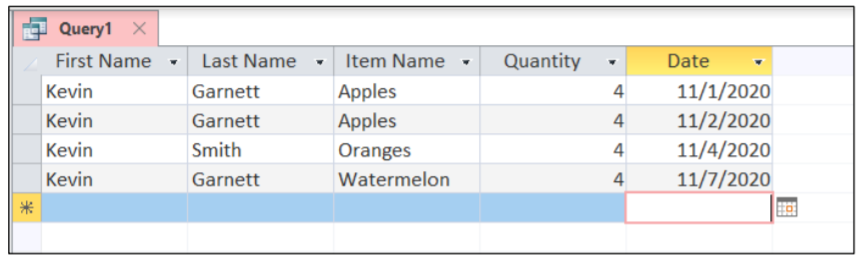 Query1
First Name Last Name Item Name Quantity Date
Kevin Garnett Apples 4 11/1/2020
Kevin Garnett Apples 4 11/2/2020
Kevin Smith Oranges 4 11/4/2020
Kevin Garnett Watermelon 4 11/7/2020